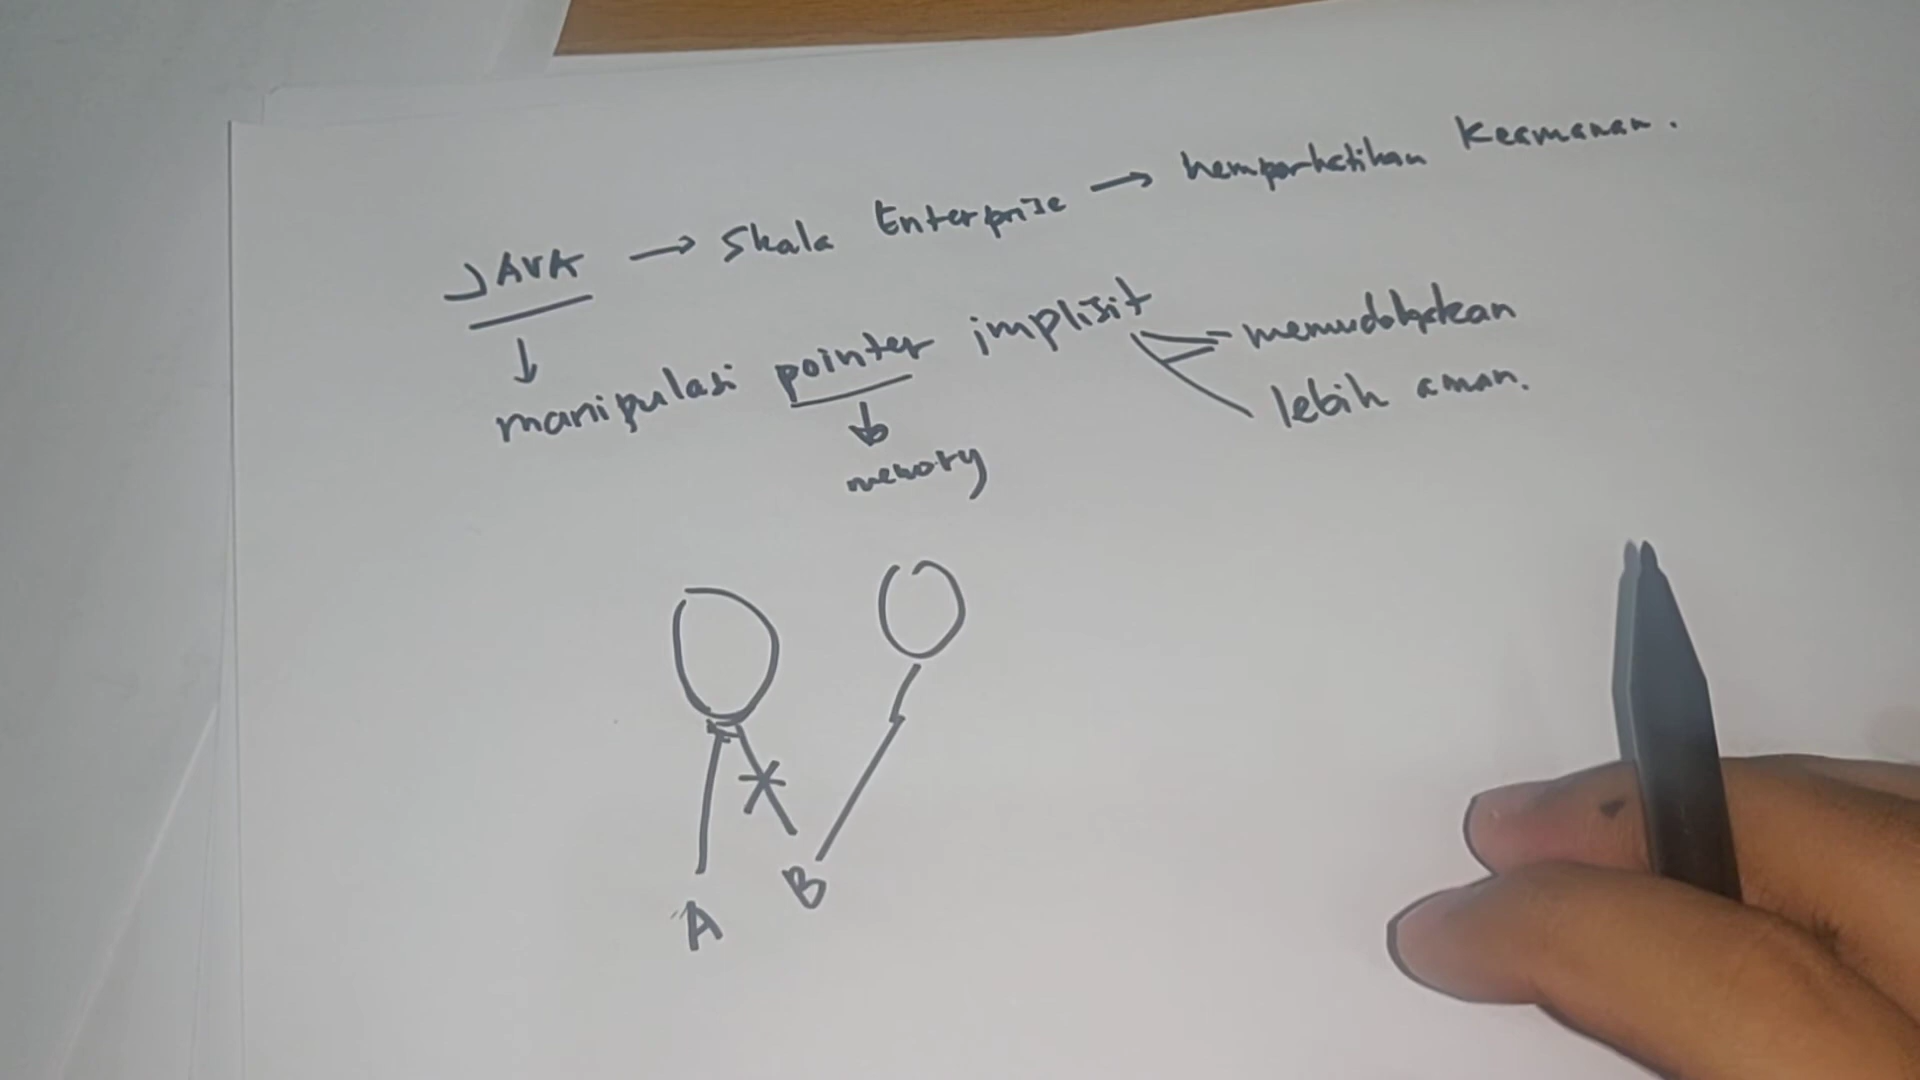 JAVA → Skala Enterprise → memperhatikan Keamanan.
manipulasi pointer implisit
memudahkan
lebih aman.
memory
A
B